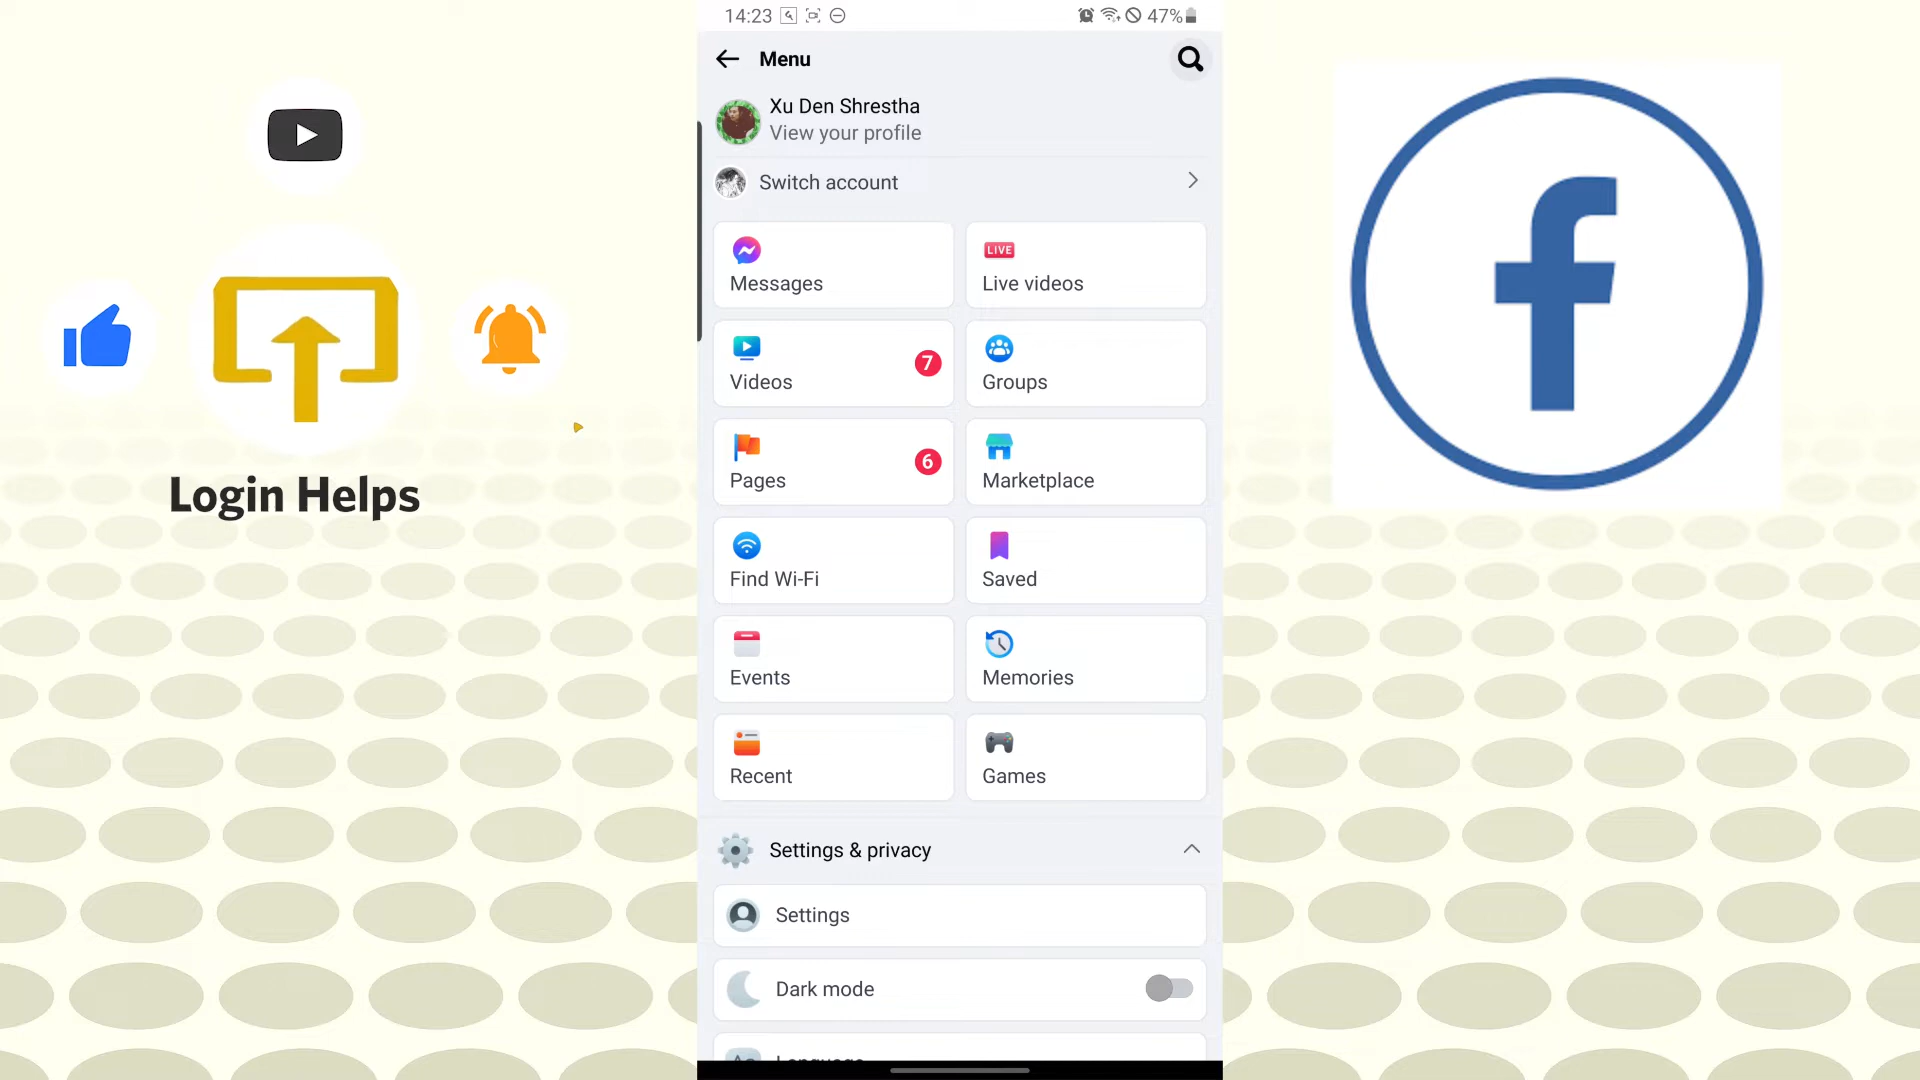 14:23
47%
Menu
Xu Den Shrestha
View your profile
Switch account
Messages
LIVE
Live videos
Videos
7
Groups
Pages
6
Marketplace
Find Wi-Fi
Saved
Events
Memories
Recent
Games
Settings & privacy
Settings
Dark mode
Language
Login Helps